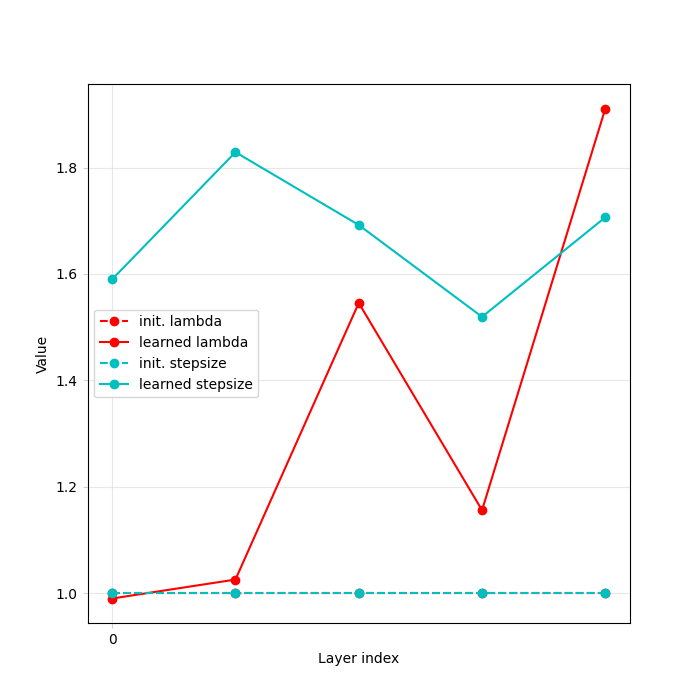 1.8
1.6
1.4
1.2
1.0
Value
init. lambda
learned lambda
init. stepsize
learned stepsize
0
Layer index